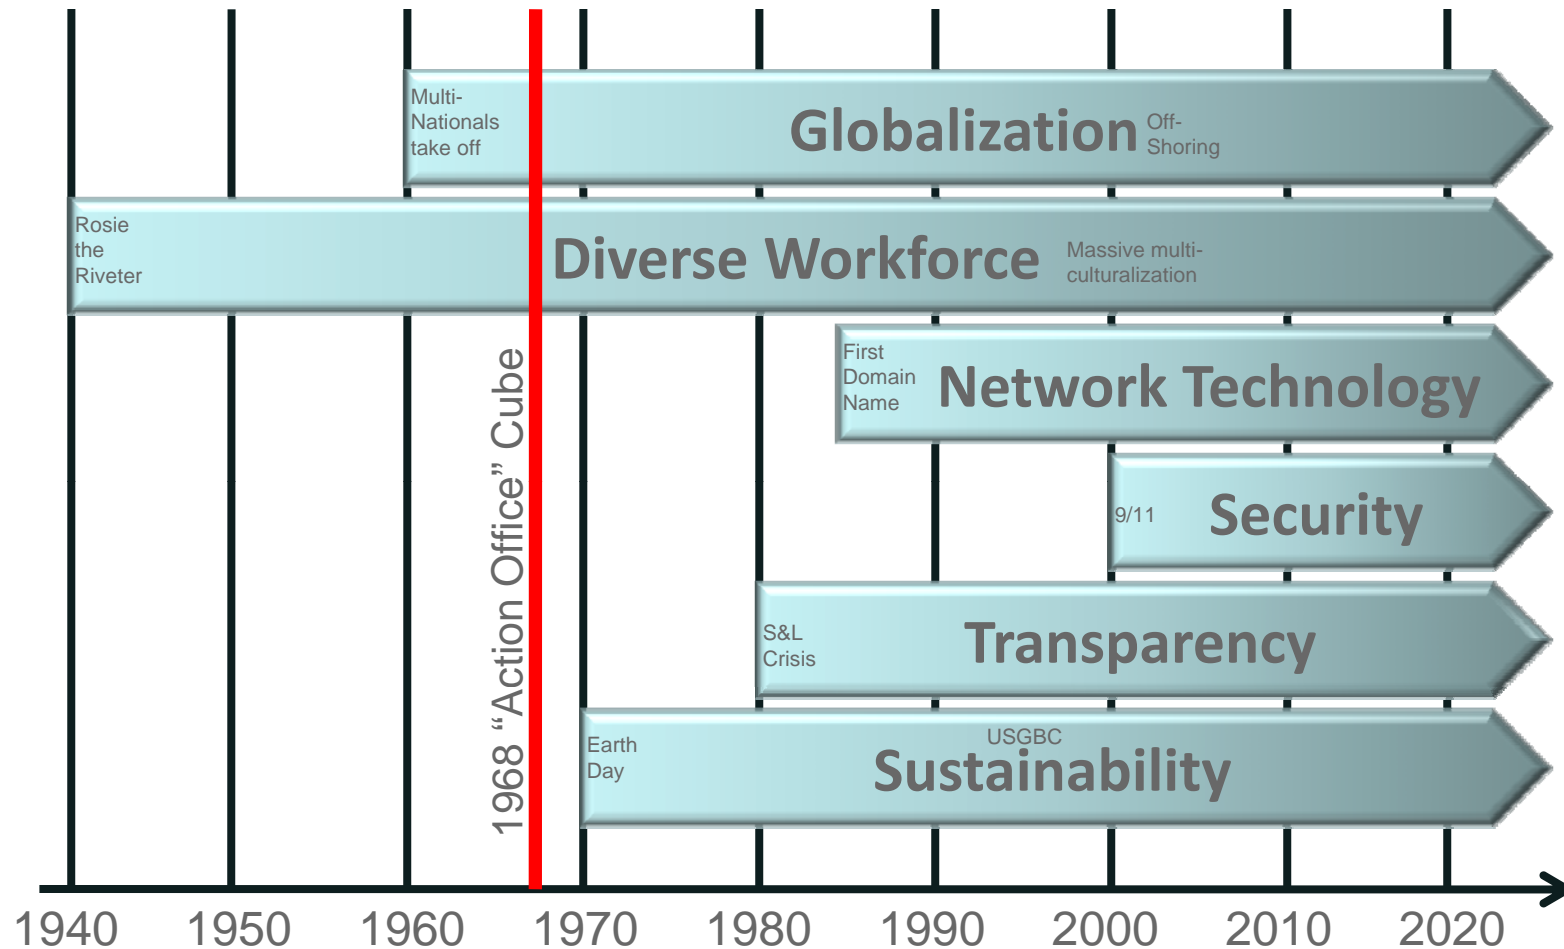 Multi-
Nationals
take off
Globalization
Off-
Shoring
Rosie
the
Riveter
Diverse Workforce
Massive multi-
culturalization
First
Domain
Name
Network Technology
9/11
Security
S&L
Crisis
Transparency
Earth
Day
USGBC
Sustainability
1968 “Action Office” Cube
1940 1950 1960 1970 1980 1990 2000 2010 2020